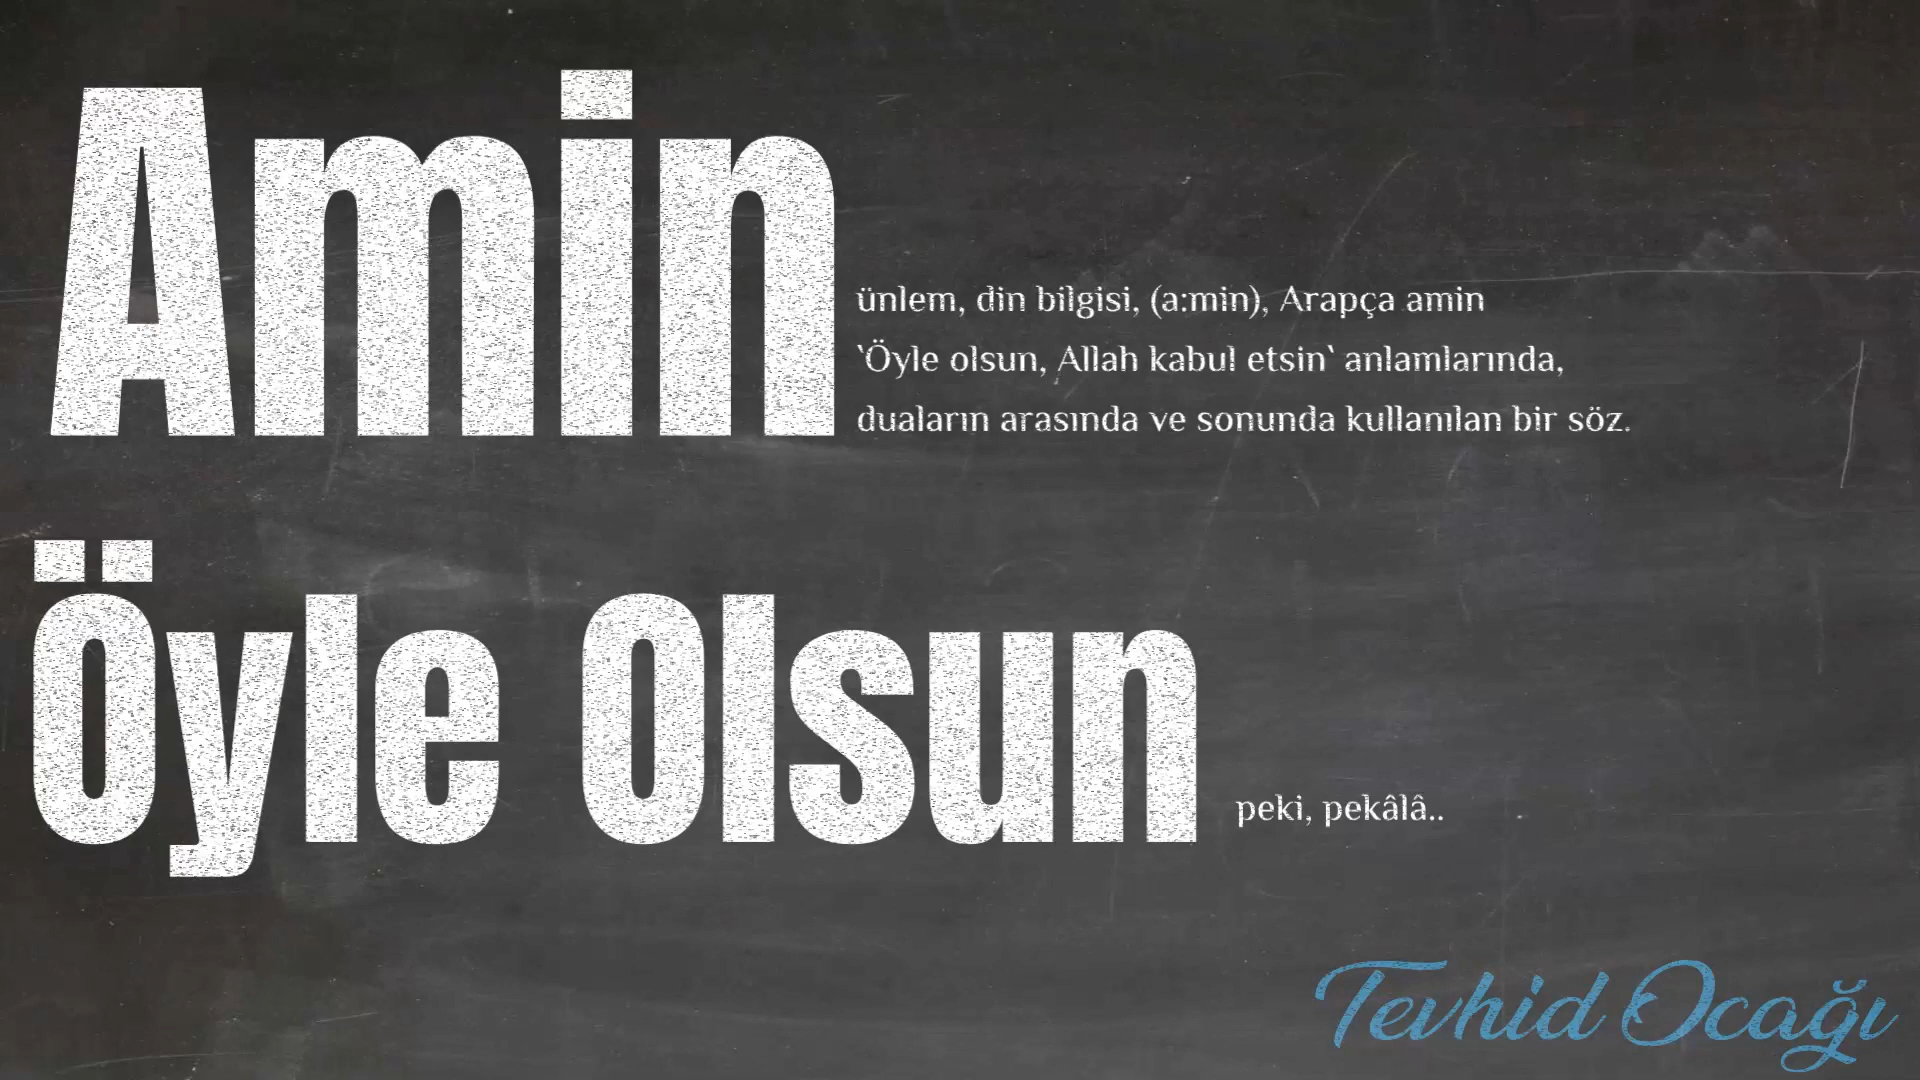 Amin
ünlem, din bilgisi, (a:min), Arapça amin
`Öyle olsun, Allah kabul etsin` anlamlarında,
duaların arasında ve sonunda kullanılan bir söz.
Öyle Olsun
peki, pekâlâ..
Tevhid Ocağı